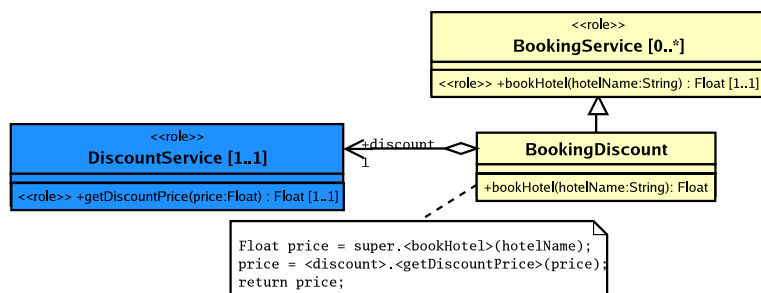 <<role>>
BookingService [0..*]
<<role>> +bookHotel(hotelName:String) : Float [1..1]
<<role>>
DiscountService [1..1]
<<role>> +getDiscountPrice(price:Float) : Float [1..1]
+discount
1
BookingDiscount
+bookHotel(hotelName:String): Float
Float price = super.<bookHotel>(hotelName);
price = <discount>.<getDiscountPrice>(price);
return price;